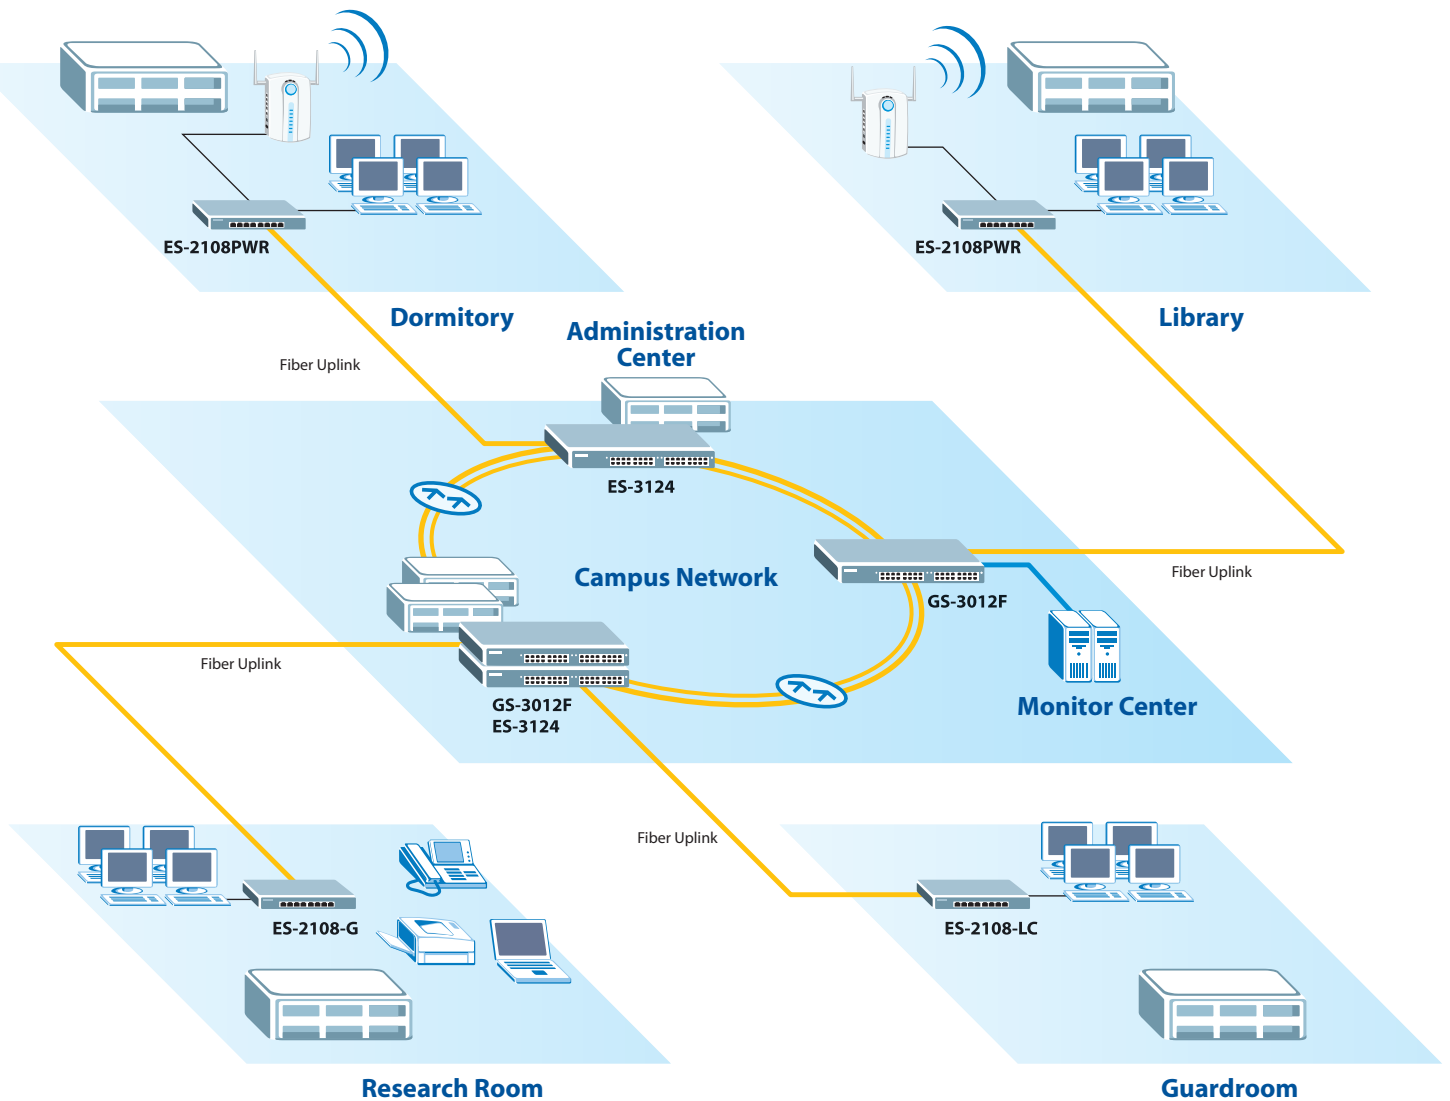 ES-2108PWR
ES-2108PWR
Dormitory
Library
Administration
Center
Fiber Uplink
ES-3124
Campus Network
Fiber Uplink
GS-3012F
Fiber Uplink
GS-3012F
ES-3124
Monitor Center
Fiber Uplink
ES-2108-G
ES-2108-LC
Research Room
Guardroom